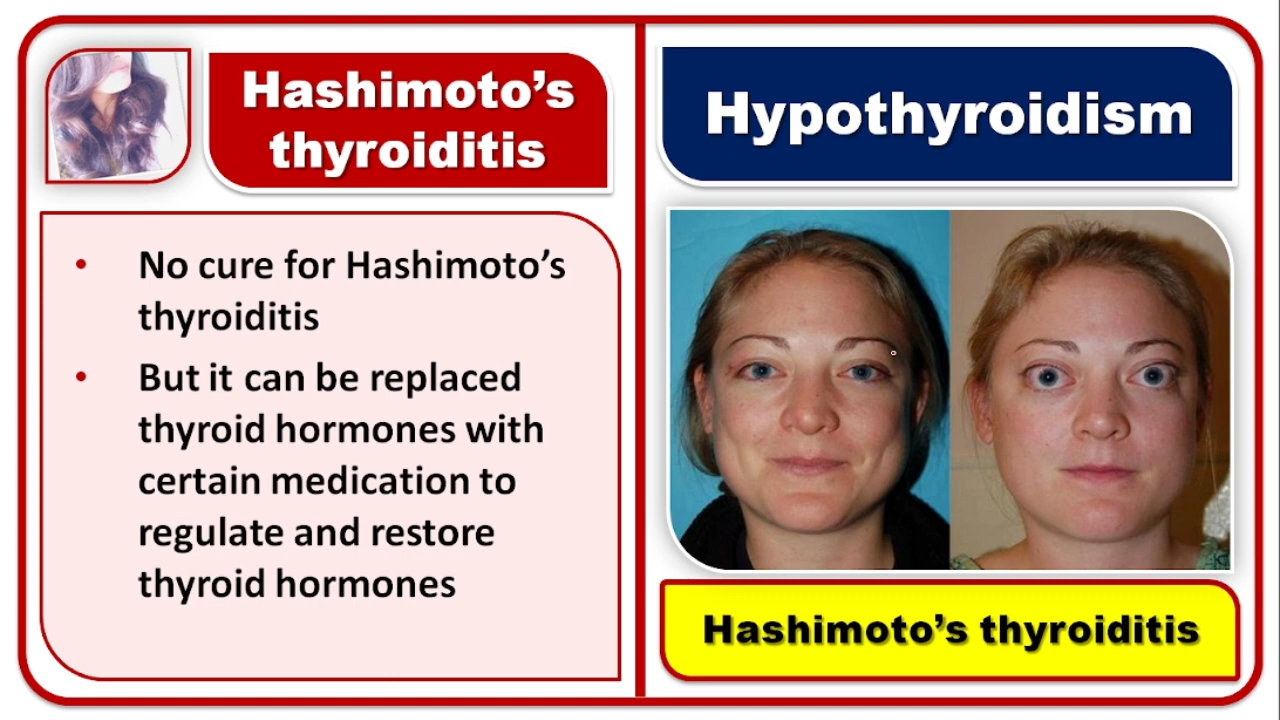 Hashimoto’s
thyroiditis
• No cure for Hashimoto’s
thyroiditis
• But it can be replaced
thyroid hormones with
certain medication to
regulate and restore
thyroid hormones
Hypothyroidism
Hashimoto’s thyroiditis